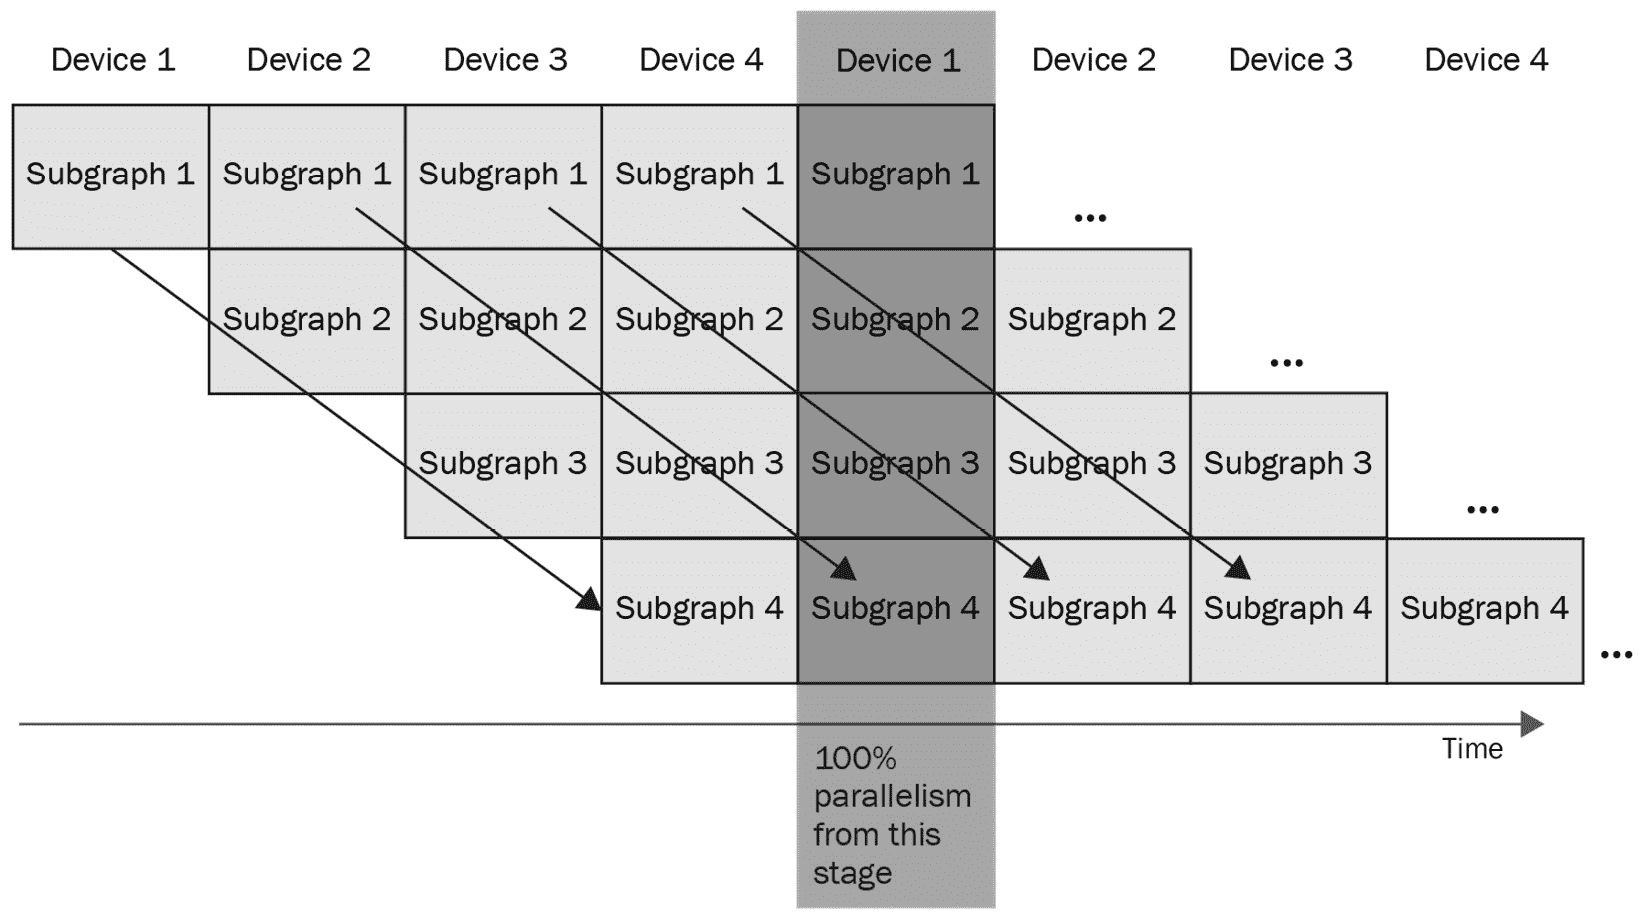 Device 1 Device 2 Device 3 Device 4 Device 1 Device 2 Device 3 Device 4
Subgraph 1 Subgraph 1 Subgraph 1 Subgraph 1 Subgraph 1
...
Subgraph 2 Subgraph 2 Subgraph 2 Subgraph 2 Subgraph 2
...
Subgraph 3 Subgraph 3 Subgraph 3 Subgraph 3 Subgraph 3
...
Subgraph 4 Subgraph 4 Subgraph 4 Subgraph 4 Subgraph 4
...
Time
100%
parallelism
from this
stage